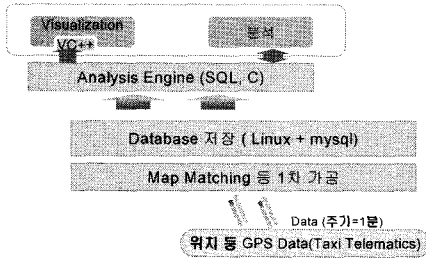 Visualization 분석
VC++
Analysis Engine (SQL, C)
Database 저장 ( Linux + mysql)
Map Matching 등 1차 가공
Data (주기=1분)
위치 등 GPS Data(Taxi Telematics)